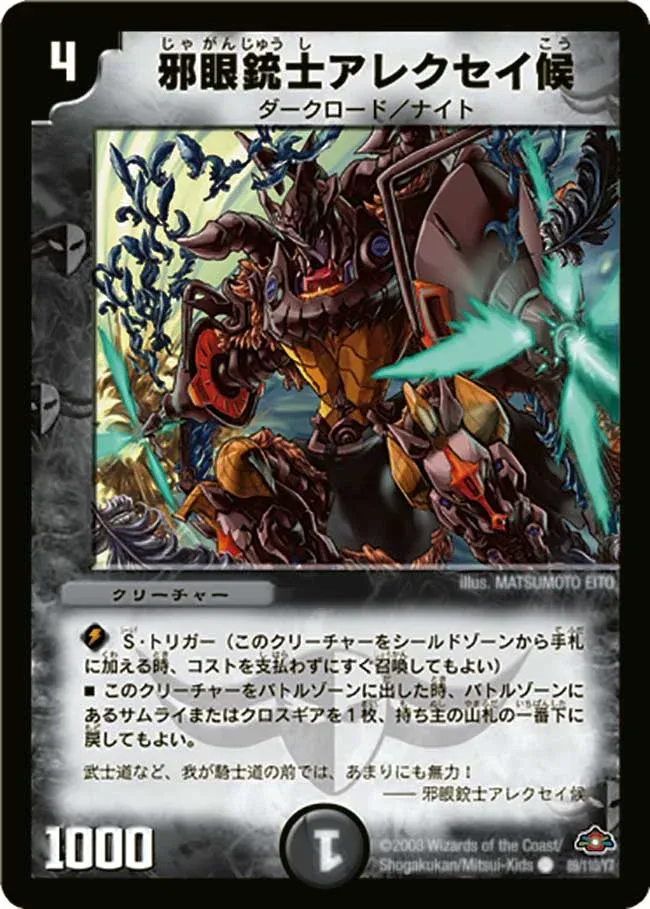 4
じゃがんじゅうし こう
邪眼銃士アレクセイ候
ダークロード／ナイト
illus. MATSUMOTO EITO
クリーチャー
S・トリガー（このクリーチャーをシールドゾーンから手札
に加える時、コストを支払わずにすぐ召喚してもよい）
■ このクリーチャーをバトルゾーンに出した時、バトルゾーンに
あるサムライまたはクロスギアを１枚、持ち主の山札の一番下に
戻してもよい。
武士道など、我が騎士道の前では、あまりにも無力！
—— 邪眼銃士アレクセイ候
1000
1
©2008 Wizards of the Coast/
Shogakukan/Mitsui-Kids
89/110/Y7